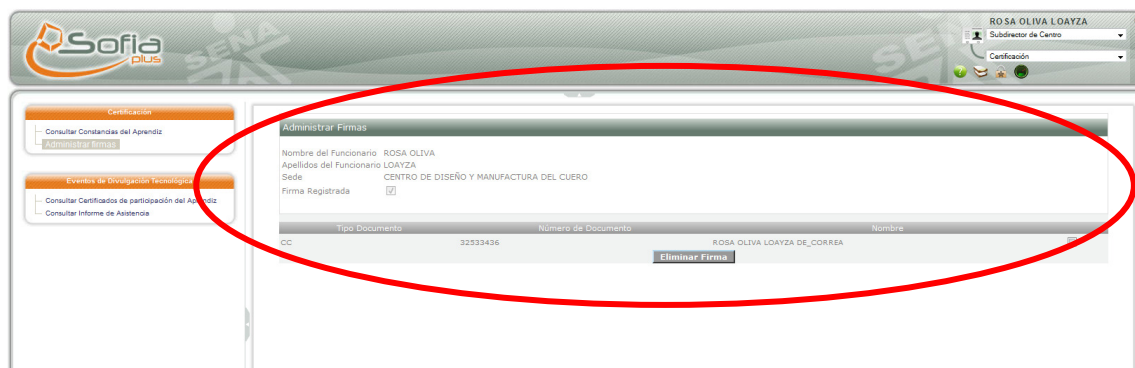 ROSA OLIVA LOAYZA
Subdirector de Centro
Certificación
Sofia
plus
SENA
SENA
Certificación
Consultar Constancias del Aprendiz
Administrar firmas
Eventos de Divulgación Tecnológica
Consultar Certificados de participación del Aprendiz
Consultar Informe de Asistencia
Administrar Firmas
Nombre del Funcionario ROSA OLIVA
Apellidos del Funcionario LOAYZA
Sede CENTRO DE DISEÑO Y MANUFACTURA DEL CUERO
Firma Registrada
Tipo Documento Número de Documento Nombre
CC 32533436 ROSA OLIVA LOAYZA DE_CORREA
Eliminar Firma